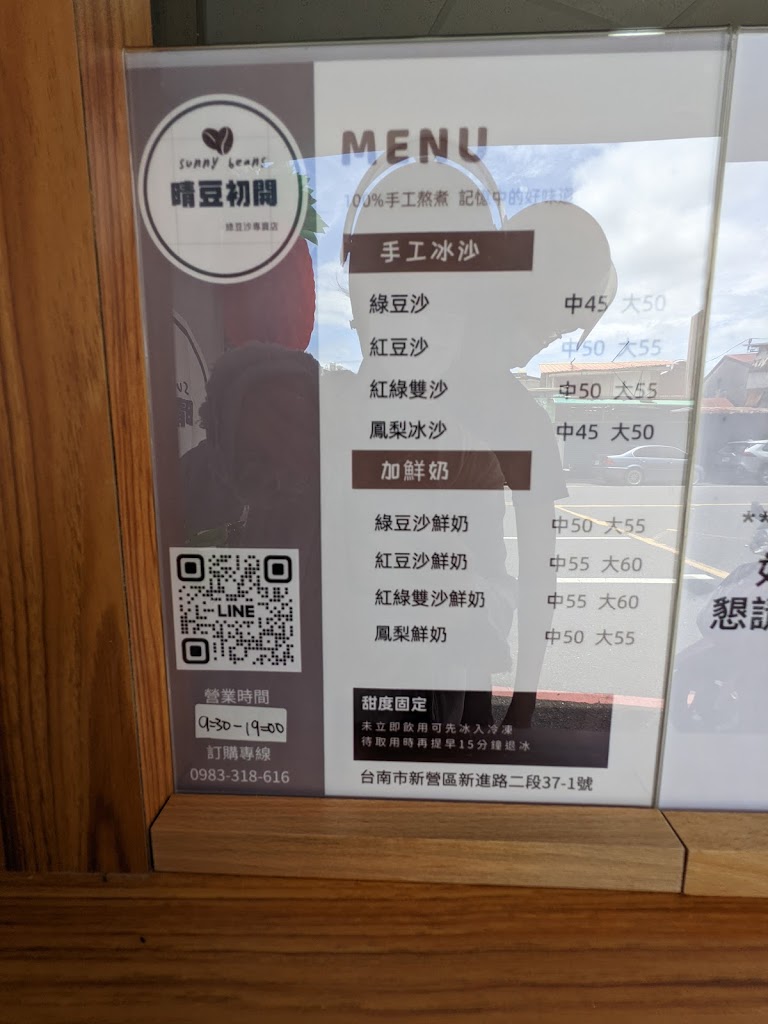 sunny beans
晴豆初開
綠豆沙專賣店
MENU
100%手工熬煮 記憶中的好味道
手工冰沙
綠豆沙 中45 大50
紅豆沙 中50 大55
紅綠雙沙 中50 大55
鳳梨冰沙 中45 大50
加鮮奶
綠豆沙鮮奶 中50 大55
紅豆沙鮮奶 中55 大60
紅綠雙沙鮮奶 中55 大60
鳳梨鮮奶 中50 大55
LINE
營業時間
9:30-19:00
訂購專線
0983-318-616
甜度固定
未立即飲用可先冰入冷凍
待取用時再提早15分鐘退冰
台南市新營區新進路二段37-1號
**
懇